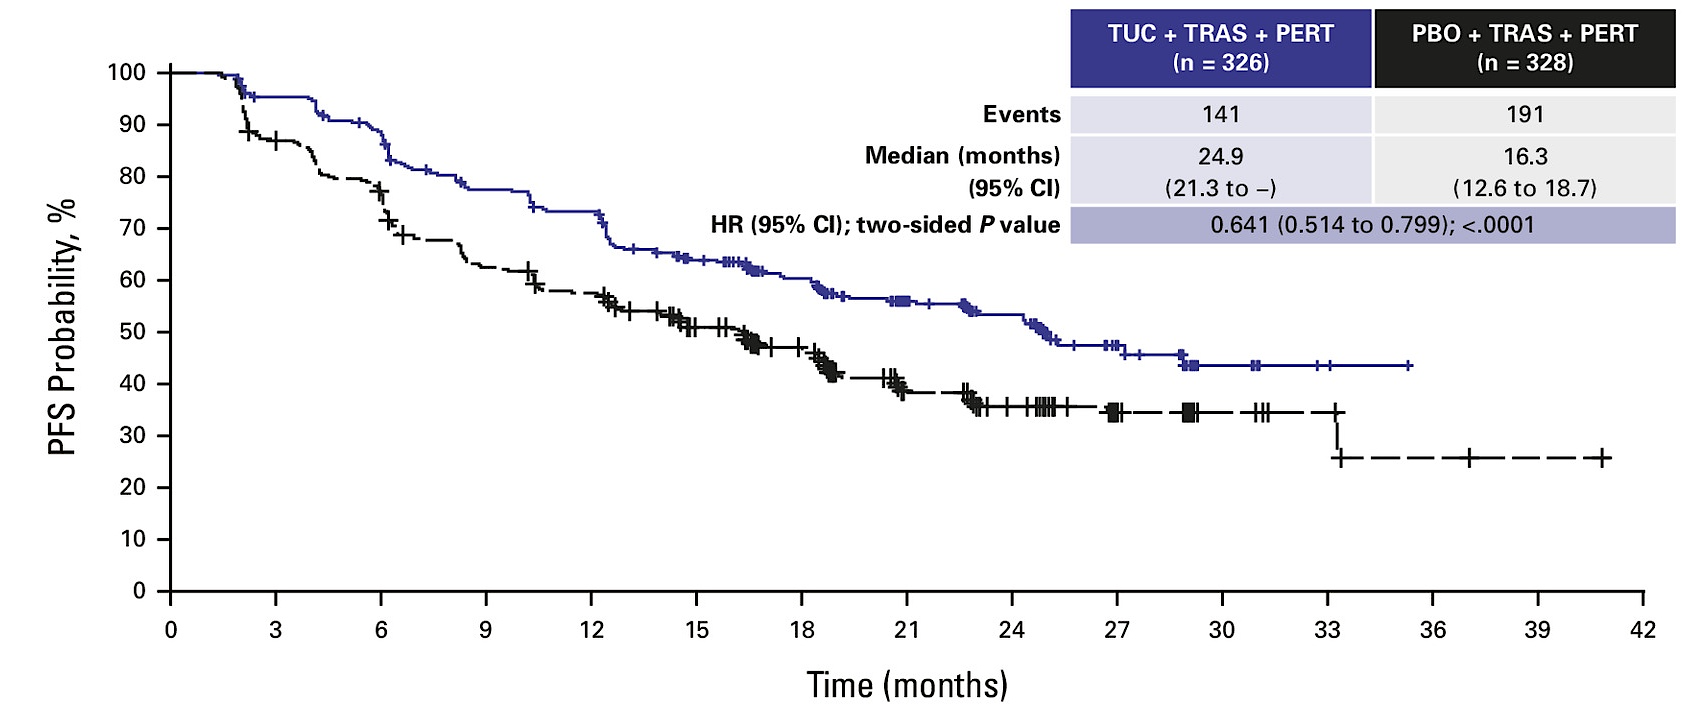 TUC + TRAS + PERT
(n = 326)
PBO + TRAS + PERT
(n = 328)
Events 141 191
Median (months) 24.9 16.3
(95% CI) (21.3 to –) (12.6 to 18.7)
HR (95% CI); two-sided P value 0.641 (0.514 to 0.799); <.0001
PFS Probability, %
100
90
80
70
60
50
40
30
20
10
0
0 3 6 9 12 15 18 21 24 27 30 33 36 39 42
Time (months)